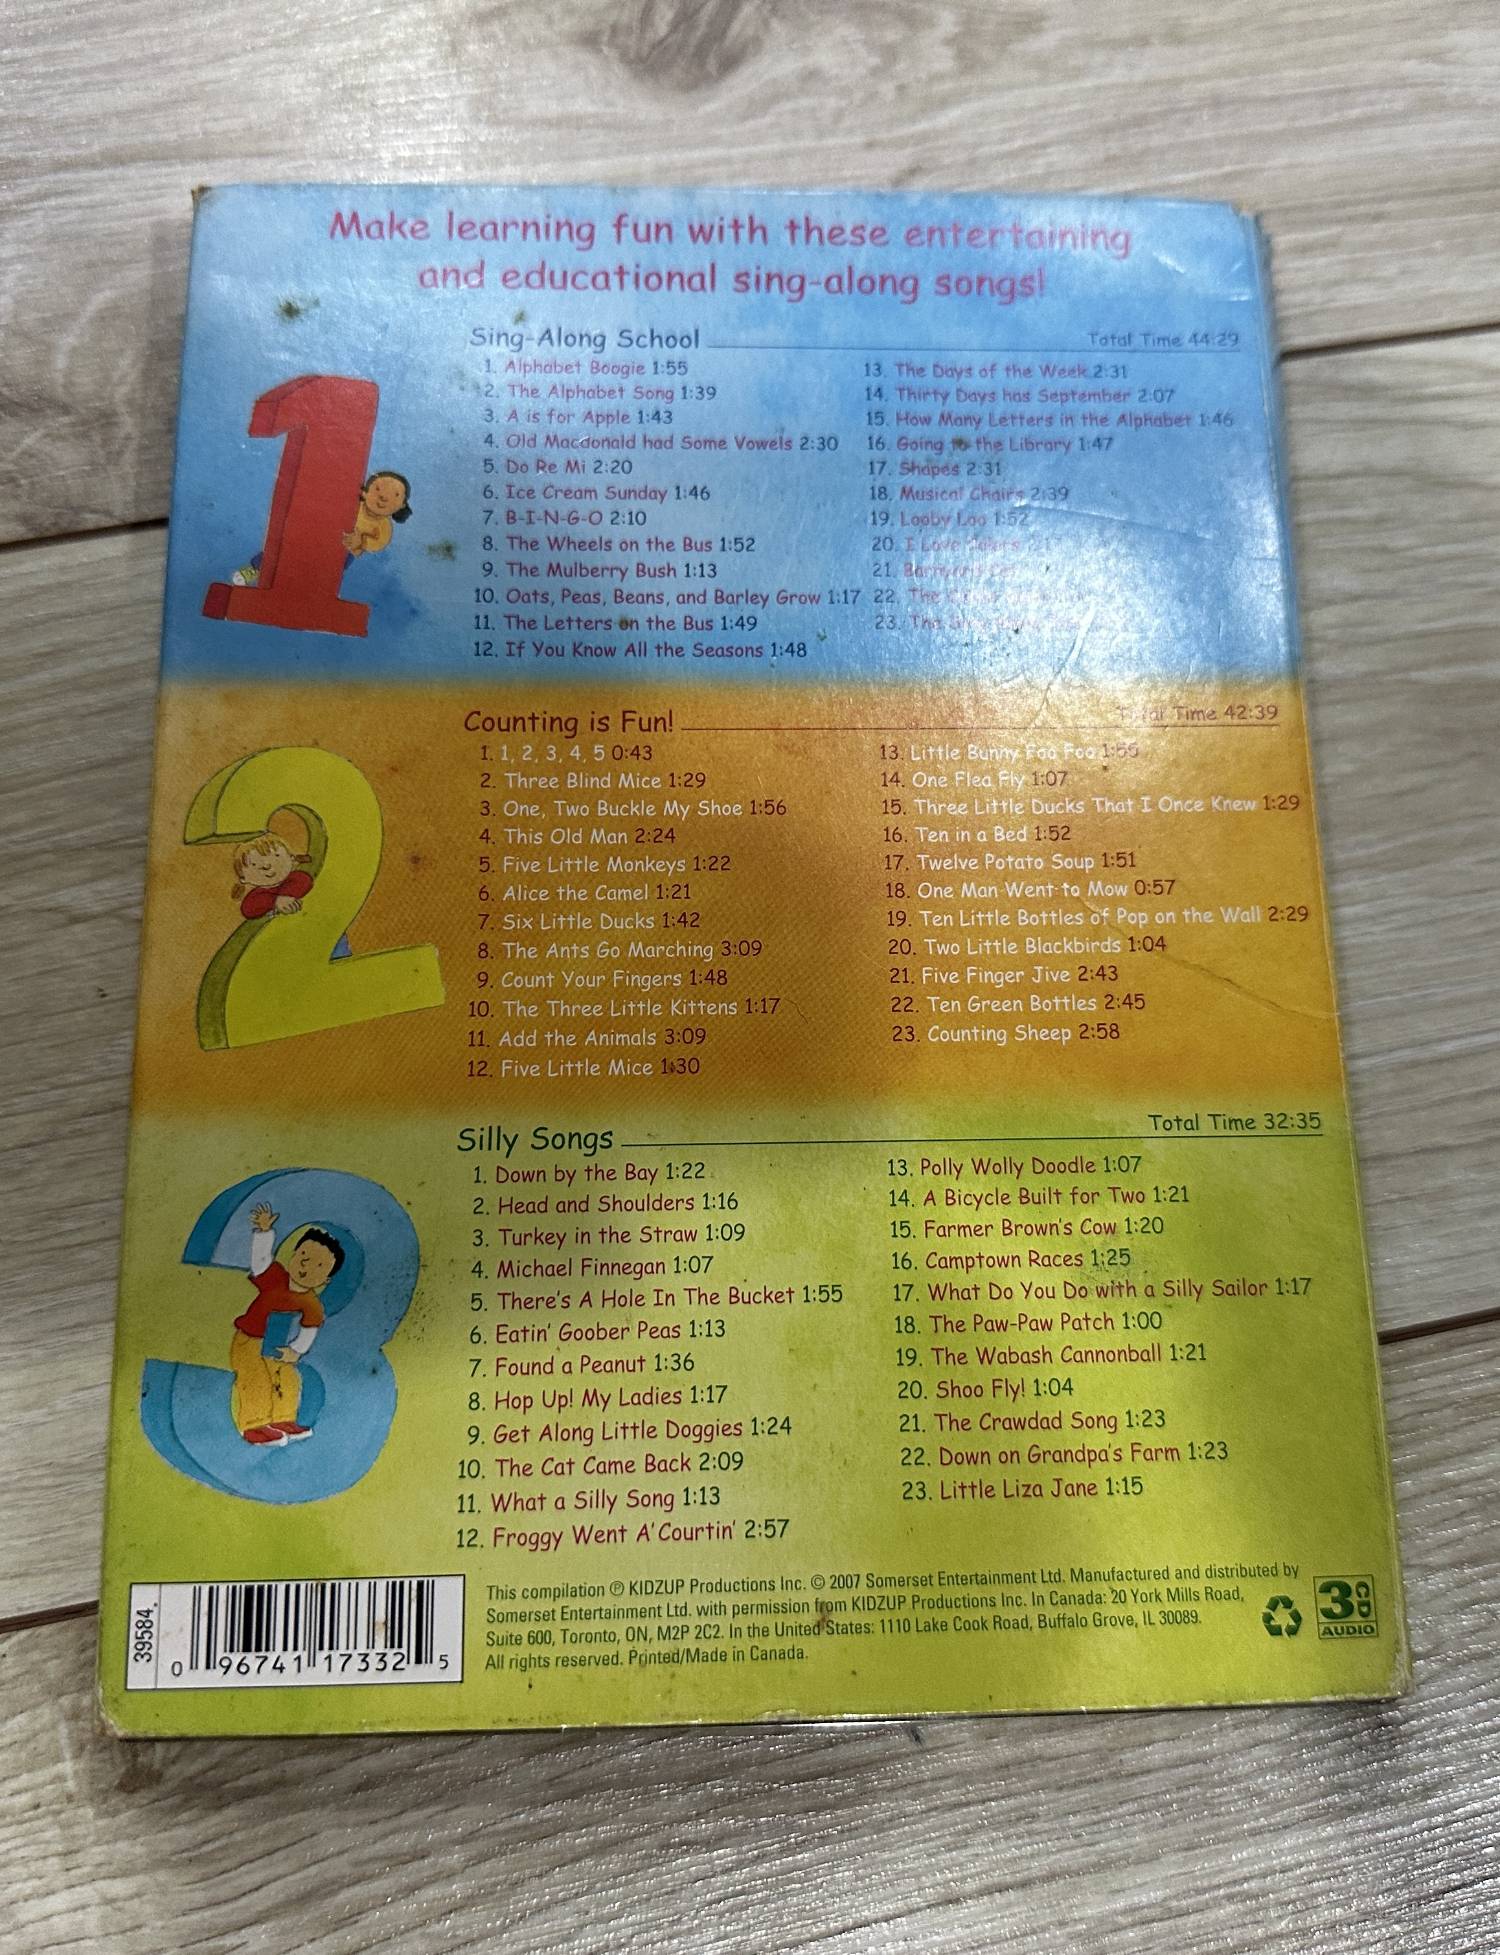 Make learning fun with these entertaining
and educational sing-along songs!
Sing-Along School Total Time 44:29
1. Alphabet Boogie 1:55
2. The Alphabet Song 1:39
3. A is for Apple 1:43
4. Old Macdonald had Some Vowels 2:30
5. Do Re Mi 2:20
6. Ice Cream Sunday 1:46
7. B-I-N-G-O 2:10
8. The Wheels on the Bus 1:52
9. The Mulberry Bush 1:13
10. Oats, Peas, Beans, and Barley Grow 1:17
11. The Letters on the Bus 1:49
12. If You Know All the Seasons 1:48
13. The Days of the Week 2:31
14. Thirty Days has September 2:07
15. How Many Letters in the Alphabet 1:46
16. Going to the Library 1:47
17. Shapes 2:31
18. Musical Chairs 2:39
19. Looby Loo 1:52
20. I Love
21.
22. The
23. The
Counting is Fun! Total Time 42:39
1. 1, 2, 3, 4, 5 0:43
2. Three Blind Mice 1:29
3. One, Two Buckle My Shoe 1:56
4. This Old Man 2:24
5. Five Little Monkeys 1:22
6. Alice the Camel 1:21
7. Six Little Ducks 1:42
8. The Ants Go Marching 3:09
9. Count Your Fingers 1:48
10. The Three Little Kittens 1:17
11. Add the Animals 3:09
12. Five Little Mice 1:30
13. Little Bunny Foo Foo 1:55
14. One Flea Fly 1:07
15. Three Little Ducks That I Once Knew 1:29
16. Ten in a Bed 1:52
17. Twelve Potato Soup 1:51
18. One Man Went to Mow 0:57
19. Ten Little Bottles of Pop on the Wall 2:29
20. Two Little Blackbirds 1:04
21. Five Finger Jive 2:43
22. Ten Green Bottles 2:45
23. Counting Sheep 2:58
Silly Songs Total Time 32:35
1. Down by the Bay 1:22
2. Head and Shoulders 1:16
3. Turkey in the Straw 1:09
4. Michael Finnegan 1:07
5. There's A Hole In The Bucket 1:55
6. Eatin' Goober Peas 1:13
7. Found a Peanut 1:36
8. Hop Up! My Ladies 1:17
9. Get Along Little Doggies 1:24
10. The Cat Came Back 2:09
11. What a Silly Song 1:13
12. Froggy Went A' Courtin' 2:57
13. Polly Wolly Doodle 1:07
14. A Bicycle Built for Two 1:21
15. Farmer Brown's Cow 1:20
16. Camptown Races 1:25
17. What Do You Do with a Silly Sailor 1:17
18. The Paw-Paw Patch 1:00
19. The Wabash Cannonball 1:21
20. Shoo Fly! 1:04
21. The Crawdad Song 1:23
22. Down on Grandpa's Farm 1:23
23. Little Liza Jane 1:15
39584.
0 96741 17332 5
This compilation ℗ KIDZUP Productions Inc. © 2007 Somerset Entertainment Ltd. Manufactured and distributed by
Somerset Entertainment Ltd. with permission from KIDZUP Productions Inc. In Canada: 20 York Mills Road,
Suite 600, Toronto, ON, M2P 2C2. In the United States: 1110 Lake Cook Road, Buffalo Grove, IL 30089.
All rights reserved. Printed/Made in Canada.
3 CD
AUDIO